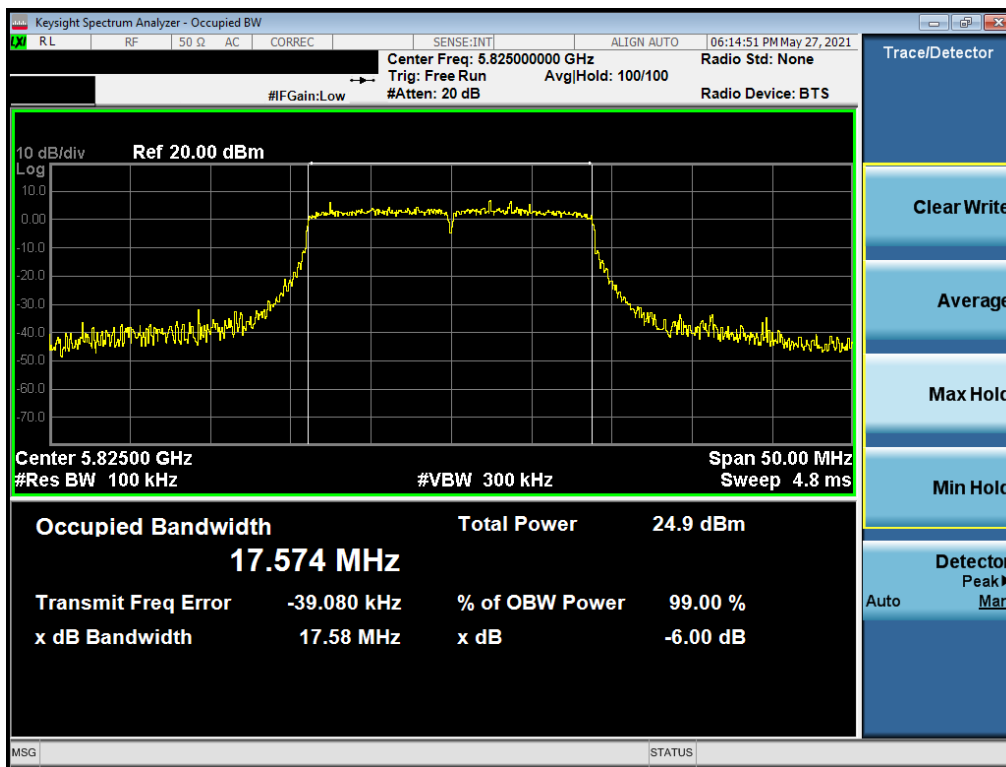 Keysight Spectrum Analyzer - Occupied BW
LXI RL RF 50 Ω AC CORREC SENSE:INT ALIGN AUTO 06:14:51 PM May 27, 2021
Center Freq: 5.825000000 GHz Radio Std: None
Trig: Free Run Avg|Hold: 100/100
#IFGain:Low #Atten: 20 dB Radio Device: BTS
10 dB/div Ref 20.00 dBm
Log
10.0
0.00
-10.0
-20.0
-30.0
-40.0
-50.0
-60.0
-70.0
Center 5.82500 GHz Span 50.00 MHz
#Res BW 100 kHz #VBW 300 kHz Sweep 4.8 ms
Occupied Bandwidth Total Power 24.9 dBm
17.574 MHz
Transmit Freq Error -39.080 kHz % of OBW Power 99.00 %
x dB Bandwidth 17.58 MHz x dB -6.00 dB
MSG STATUS
Trace/Detector
Clear Write
Average
Max Hold
Min Hold
Detector
Peak
Auto Man